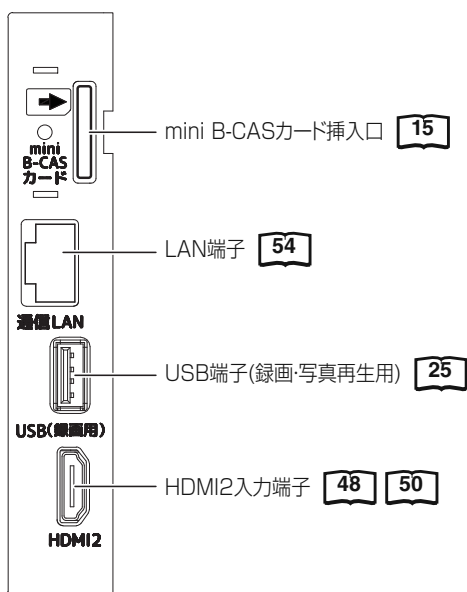 mini
B-CAS
カード
mini B-CASカード挿入口 15
LAN端子 54
通信LAN
USB端子(録画・写真再生用) 25
USB(録画用)
HDMI2入力端子 48 50
HDMI2